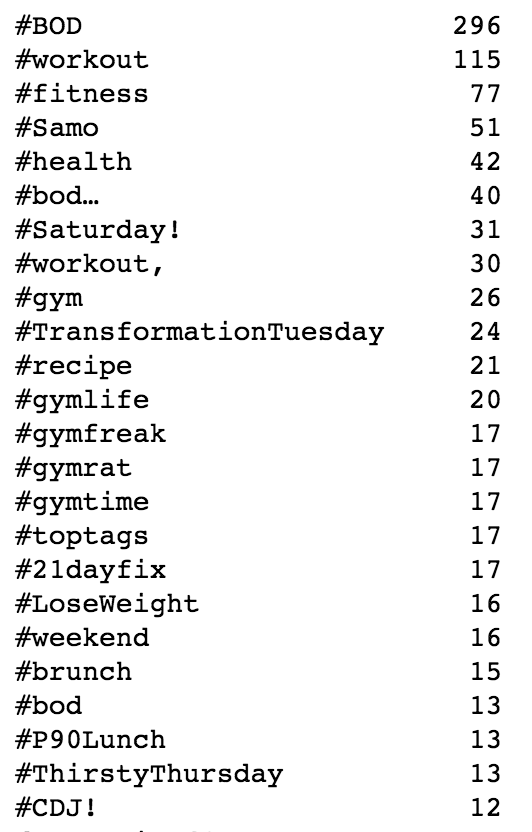 #BOD 296
#workout 115
#fitness 77
#Samo 51
#health 42
#bod… 40
#Saturday! 31
#workout, 30
#gym 26
#TransformationTuesday 24
#recipe 21
#gymlife 20
#gymfreak 17
#gymrat 17
#gymtime 17
#toptags 17
#21dayfix 17
#LoseWeight 16
#weekend 16
#brunch 15
#bod 13
#P90Lunch 13
#ThirstyThursday 13
#CDJ! 12